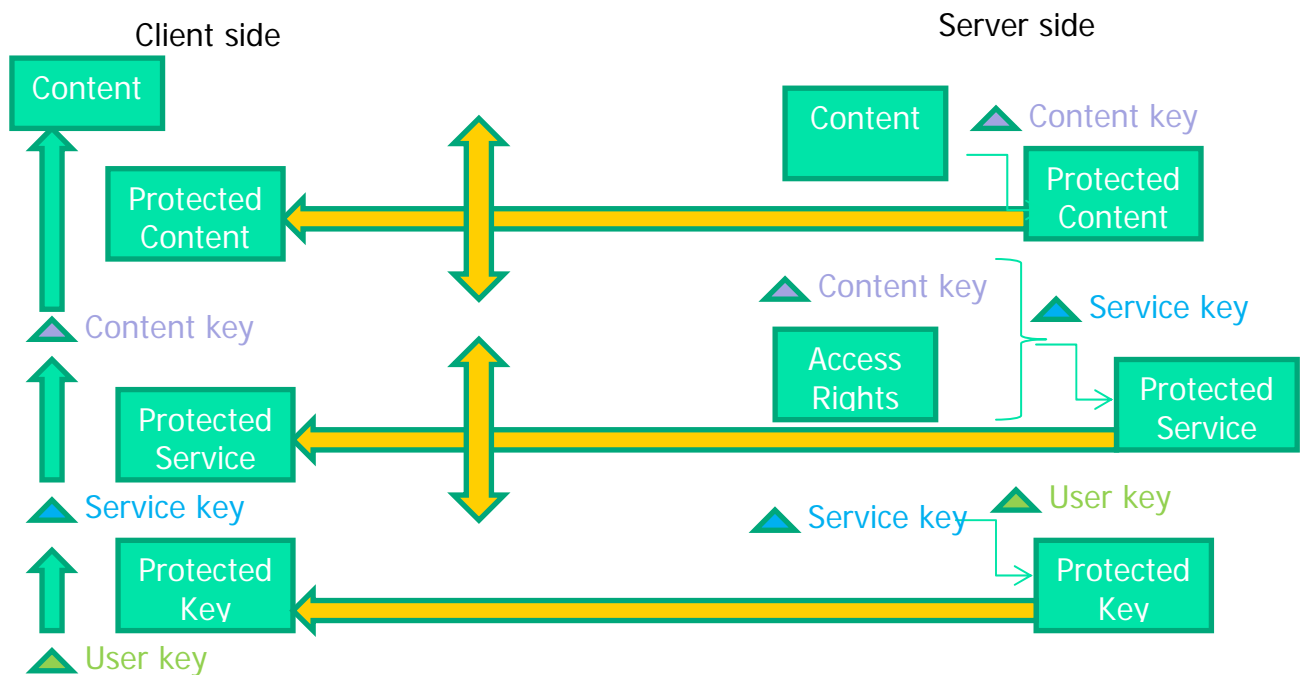 Client side
Server side
Content
Content
Content key
Protected
Content
Protected
Content
Content key
Service key
Content key
Access
Rights
Protected
Service
Protected
Service
Service key
Service key
User key
Protected
Key
Protected
Key
User key